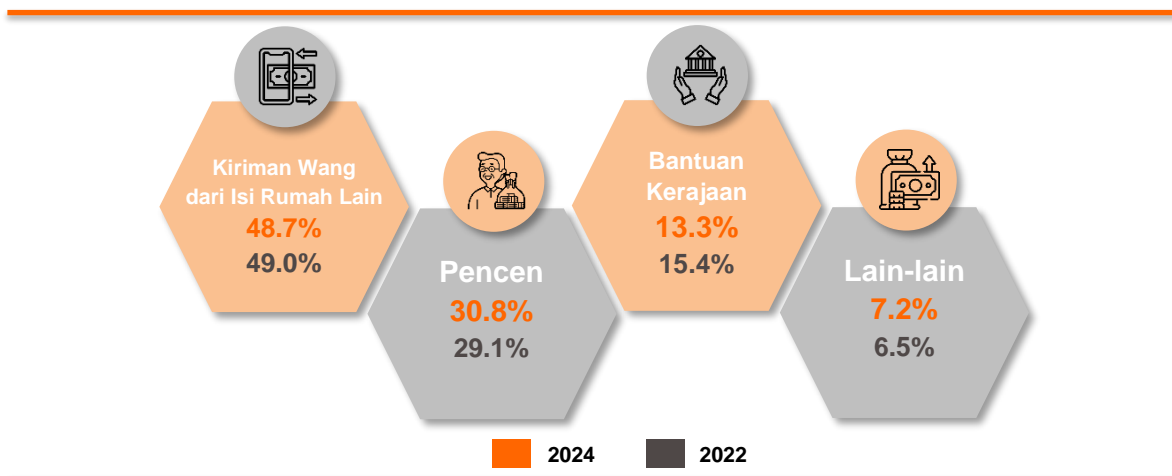 Kiriman Wang
dari Isi Rumah Lain
48.7%
49.0%
Pencen
30.8%
29.1%
Bantuan
Kerajaan
13.3%
15.4%
Lain-lain
7.2%
6.5%
2024
2022